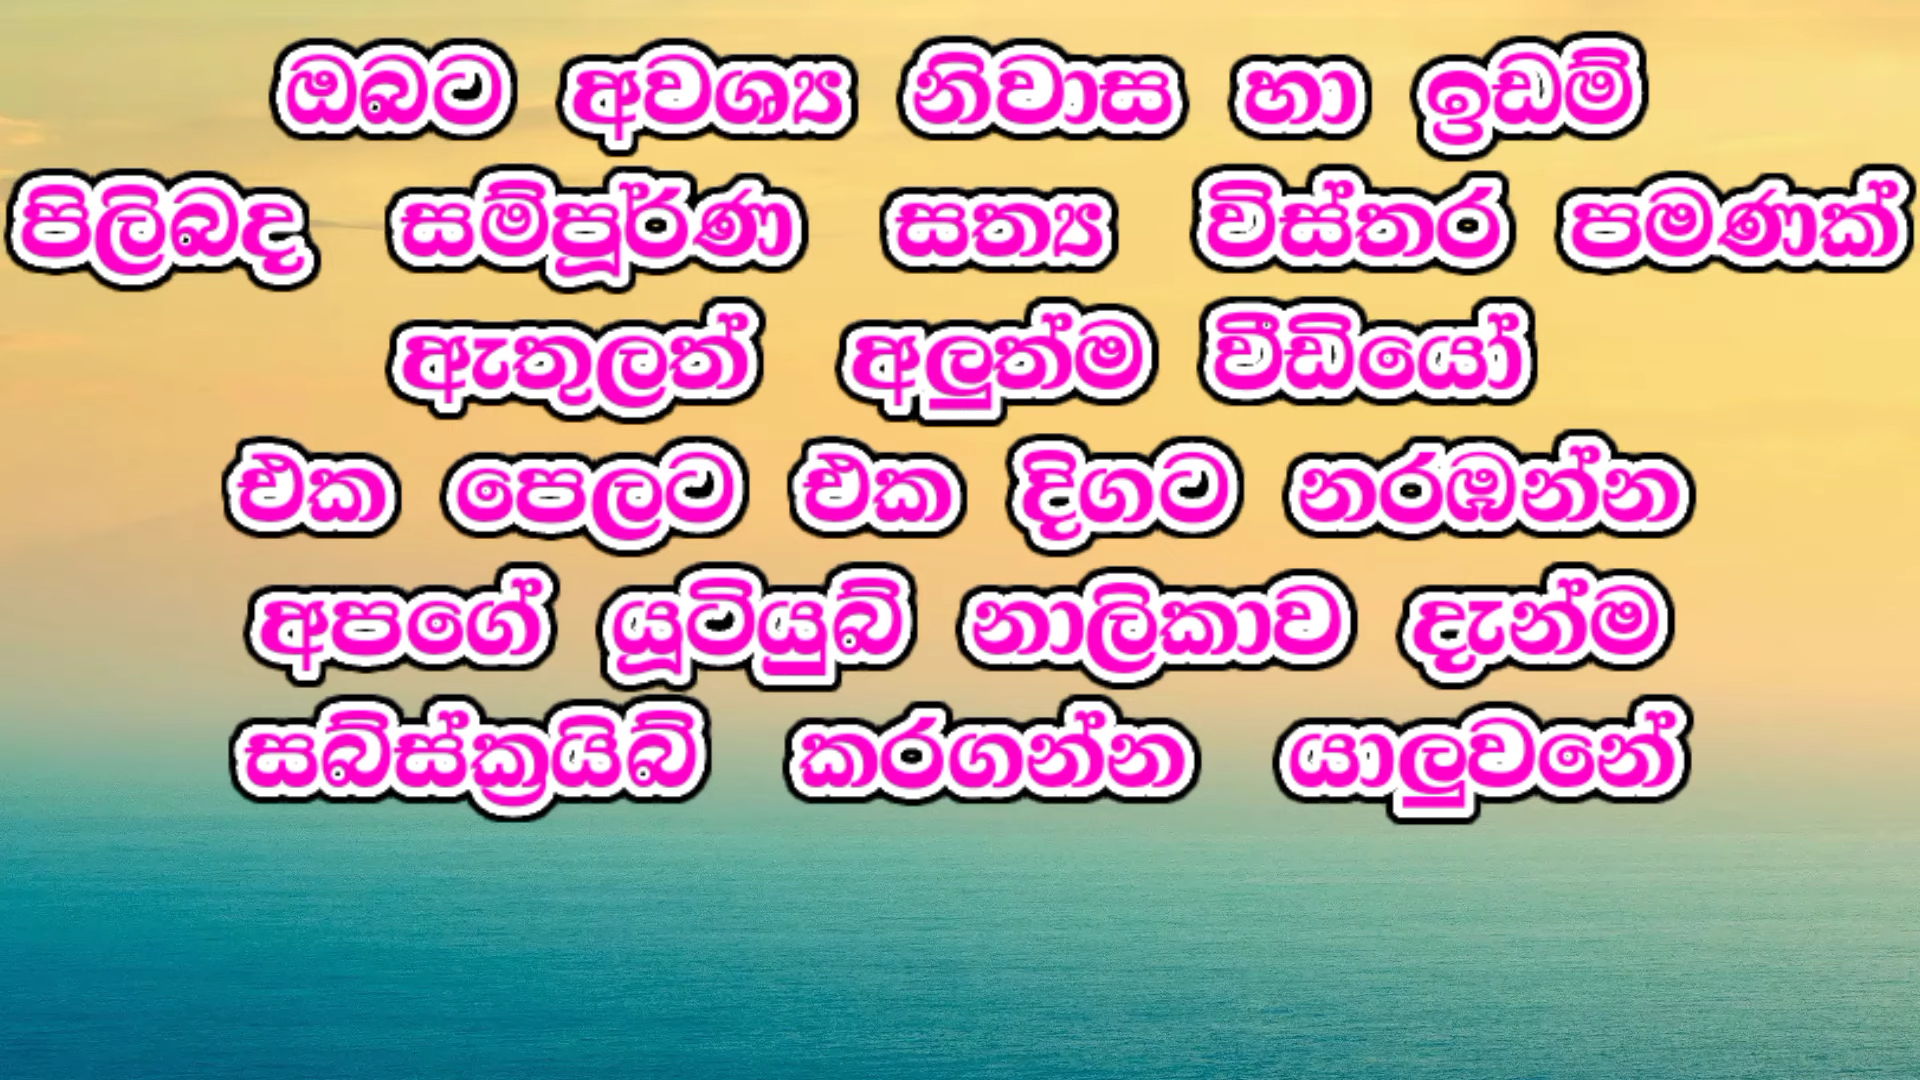 ඔබට අවශ්‍ය නිවාස හා ඉඩම්
පිලිබද සම්පූර්ණ සත්‍ය විස්තර පමණක්
ඇතුලත් අලුත්ම වීඩියෝ
එක පෙලට එක දිගට නරඹන්න
අපගේ යූටියුබ් නාලිකාව දැන්ම
සබ්ස්ක්‍රයිබ් කරගන්න යාලුවනේ